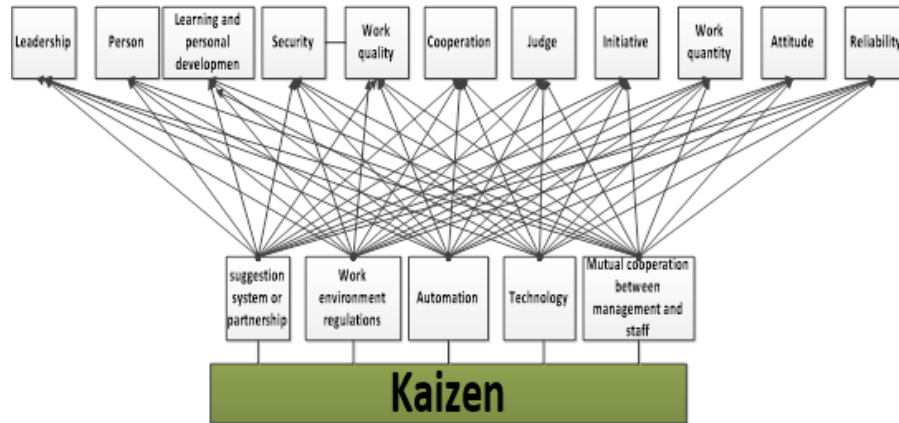 Leadership
Person
Learning and
personal
developmen
Security
Work
quality
Cooperation
Judge
Initiative
Work
quantity
Attitude
Reliability
suggestion
system or
partnership
Work
environment
regulations
Automation
Technology
Mutual cooperation
between
management and
staff
Kaizen